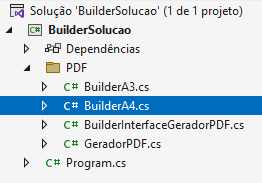 Solução 'BuilderSolucao' (1 de 1 projeto)
C# BuilderSolucao
Dependências
PDF
C# BuilderA3.cs
C# BuilderA4.cs
C# BuilderInterfaceGeradorPDF.cs
C# GeradorPDF.cs
C# Program.cs